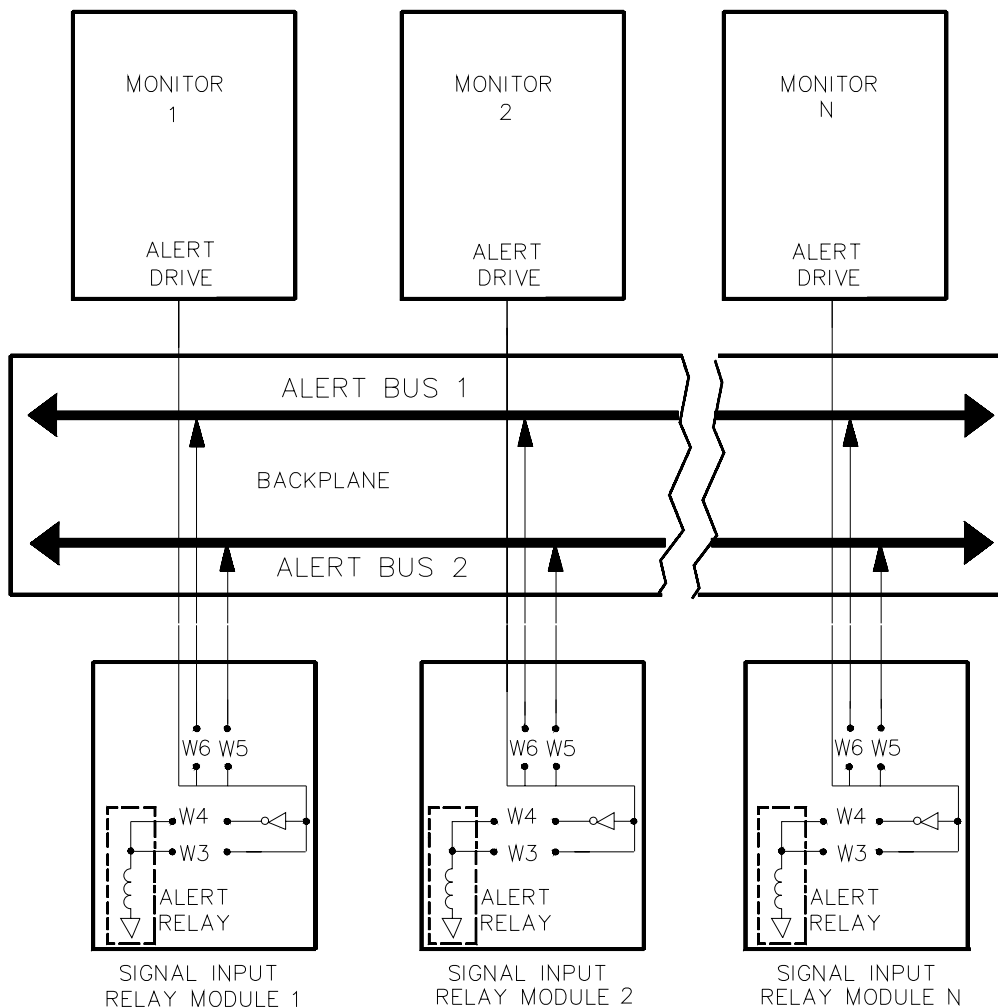 MONITOR
1
MONITOR
2
MONITOR
N
ALERT
DRIVE
ALERT
DRIVE
ALERT
DRIVE
ALERT BUS 1
BACKPLANE
ALERT BUS 2
W6 W5
W6 W5
W6 W5
W4
W4
W4
W3
W3
W3
ALERT
RELAY
ALERT
RELAY
ALERT
RELAY
SIGNAL INPUT
RELAY MODULE 1
SIGNAL INPUT
RELAY MODULE 2
SIGNAL INPUT
RELAY MODULE N